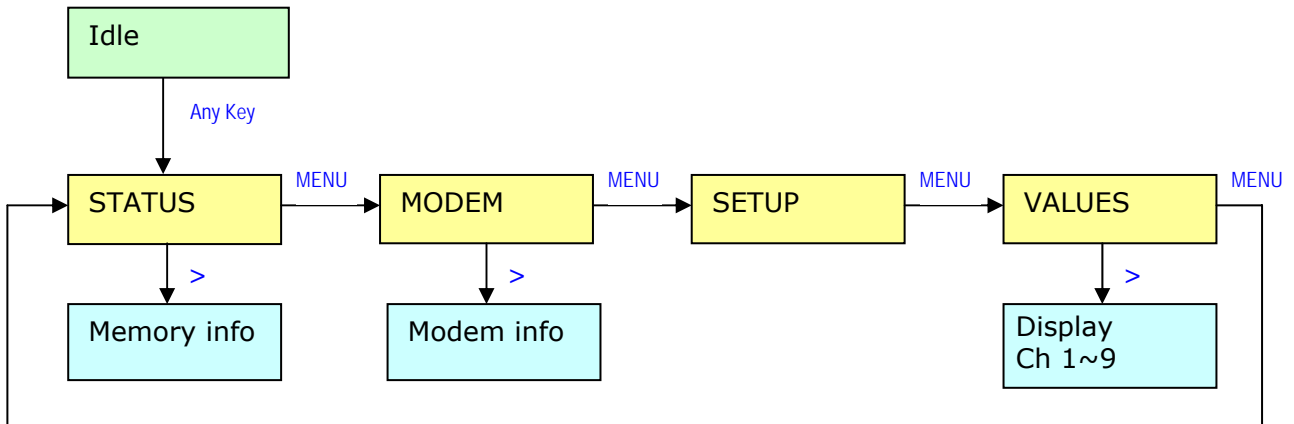 Idle
Any Key
STATUS
MENU
MODEM
MENU
SETUP
MENU
VALUES
MENU
>
>
>
Memory info
Modem info
Display
Ch 1~9